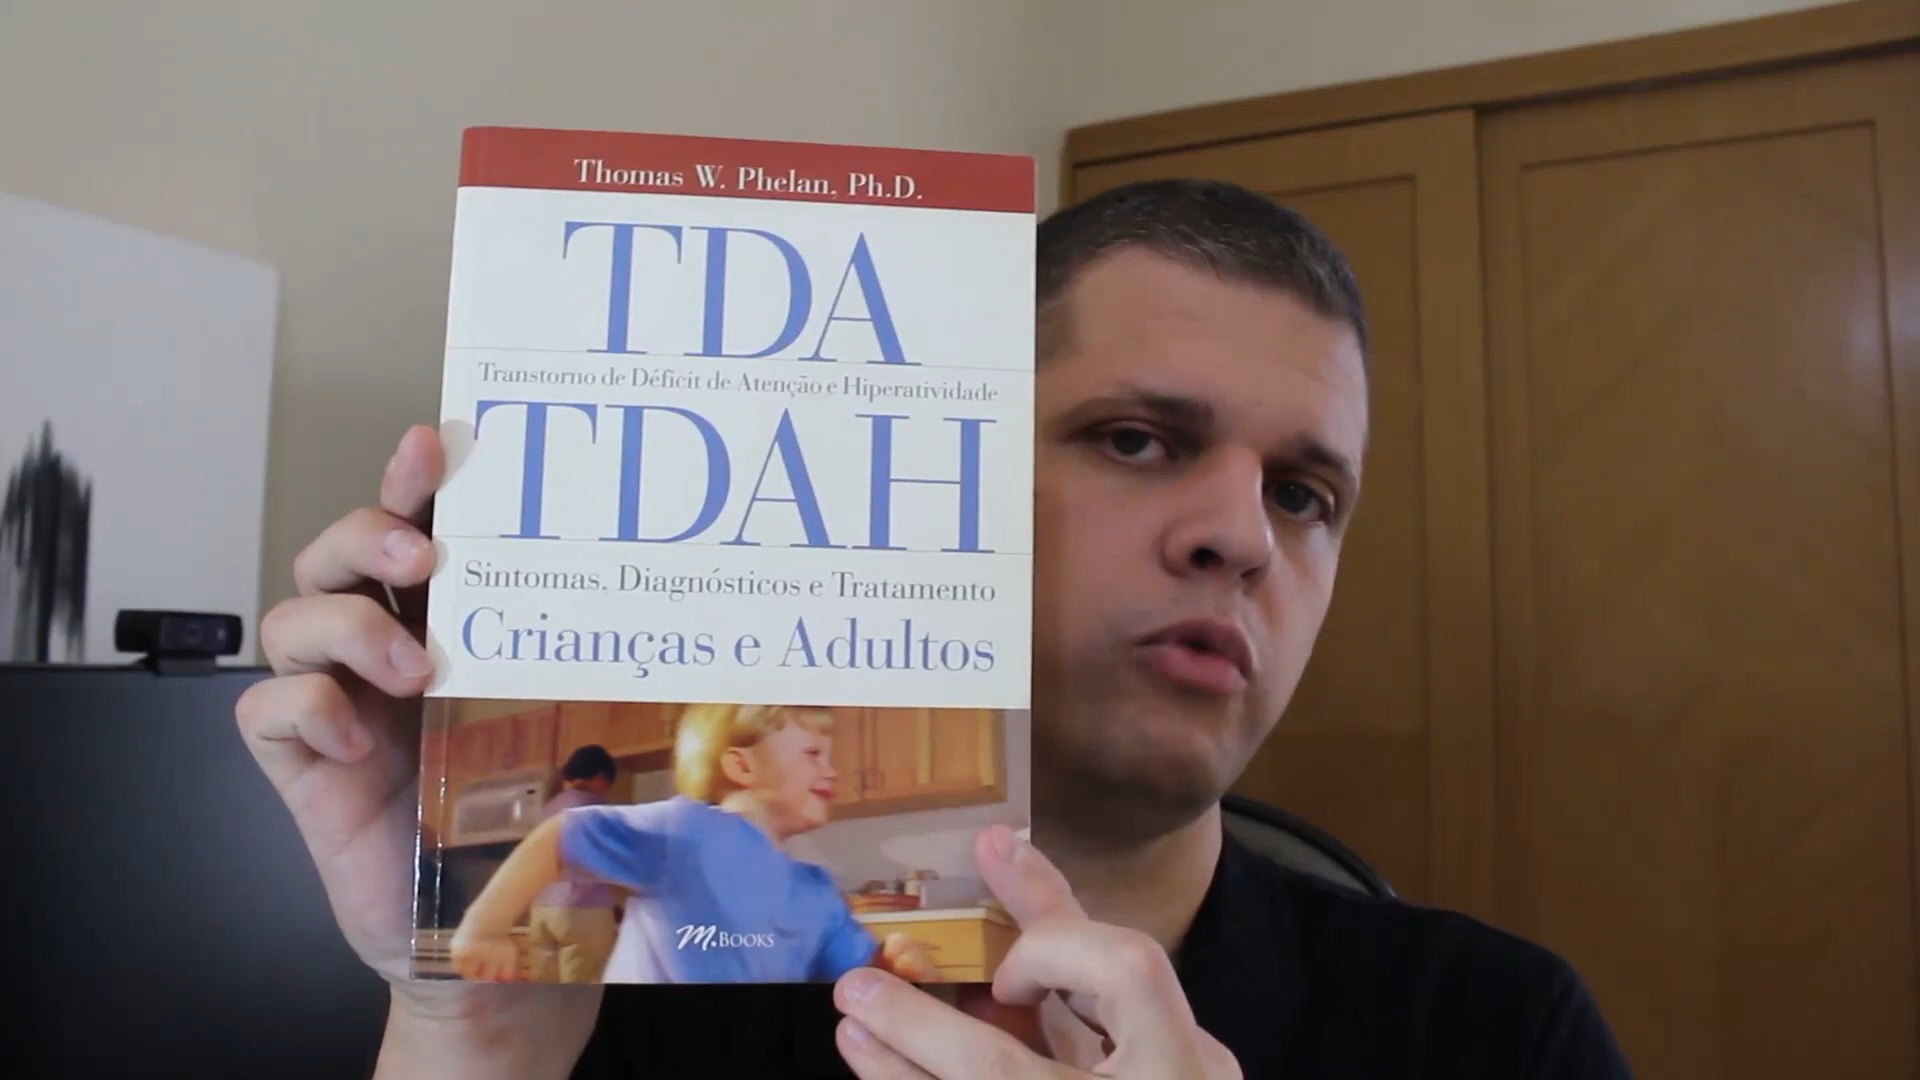 Thomas W. Phelan, Ph.D.
TDA
Transtorno de Déficit de Atenção e Hiperatividade
TDAH
Sintomas, Diagnósticos e Tratamento
Crianças e Adultos
M.BOOKS